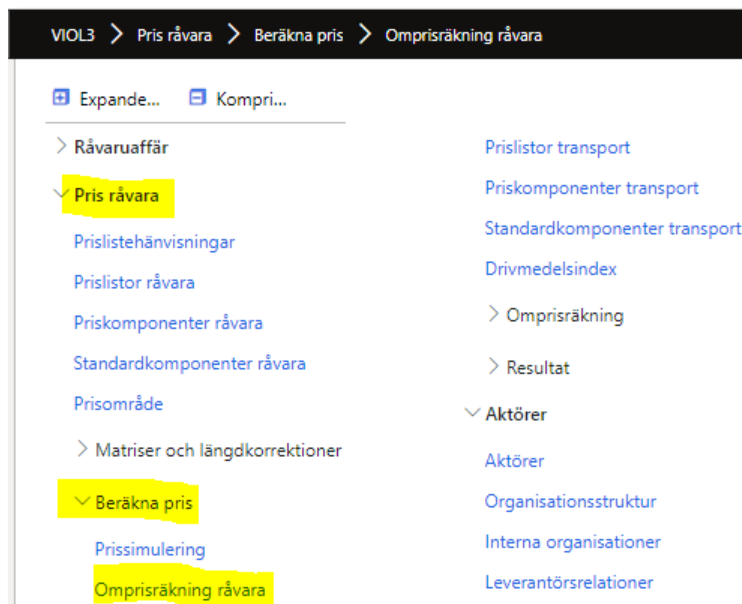 VIOL3 > Pris råvara > Beräkna pris > Omprisräkning råvara
Expande... Kompri...
Råvaruaffär
Pris råvara
Prislistehänvisningar
Prislistor råvara
Priskomponenter råvara
Standardkomponenter råvara
Prisområde
Matriser och längdkorrektioner
Beräkna pris
Prissimulering
Omprisräkning råvara
Prislistor transport
Priskomponenter transport
Standardkomponenter transport
Drivmedelsindex
Omprisräkning
Resultat
Aktörer
Aktörer
Organisationsstruktur
Interna organisationer
Leverantörsrelationer